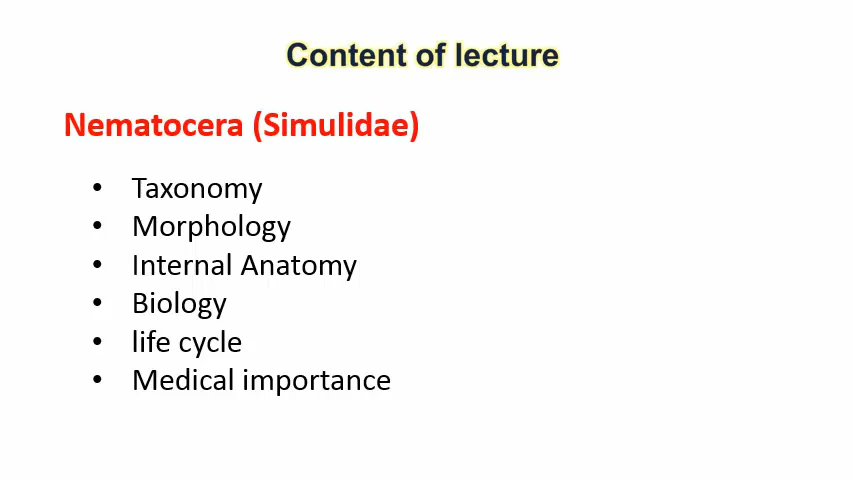 Content of lecture
Nematocera (Simulidae)
• Taxonomy
• Morphology
• Internal Anatomy
• Biology
• life cycle
• Medical importance